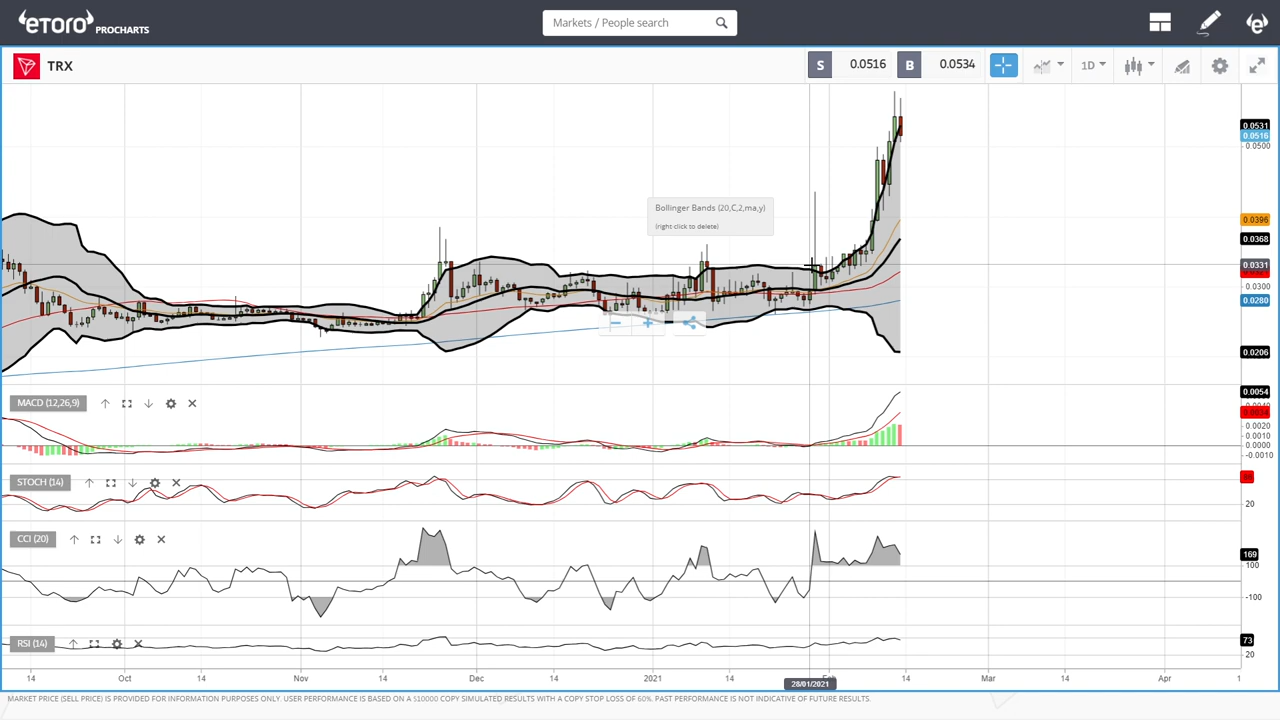 eToro PROCHARTS
Markets / People search
TRX
S 0.0516 B 0.0534
1D
Bollinger Bands (20,C,2,ma,y)
(right click to delete)
0.0531
0.0516
0.0500
0.0396
0.0368
0.0331
0.0300
0.0280
0.0206
MACD (12,26,9)
0.0054
0.0034
0.0020
0.0010
0.0000
-0.0010
STOCH (14)
20
CCI (20)
169
100
-100
RSI (14)
73
20
14 Oct 14 Nov 14 Dec 14 2021 14 28/01/2021 14 Mar 14 Apr 1
MARKET PRICE (SELL PRICE) IS PROVIDED FOR INFORMATION PURPOSES ONLY. USER PERFORMANCE IS BASED ON A $10000 COPY SIMULATED RESULTS WITH A COPY STOP LOSS OF 60%. PAST PERFORMANCE IS NOT INDICATIVE OF FUTURE RESULTS.